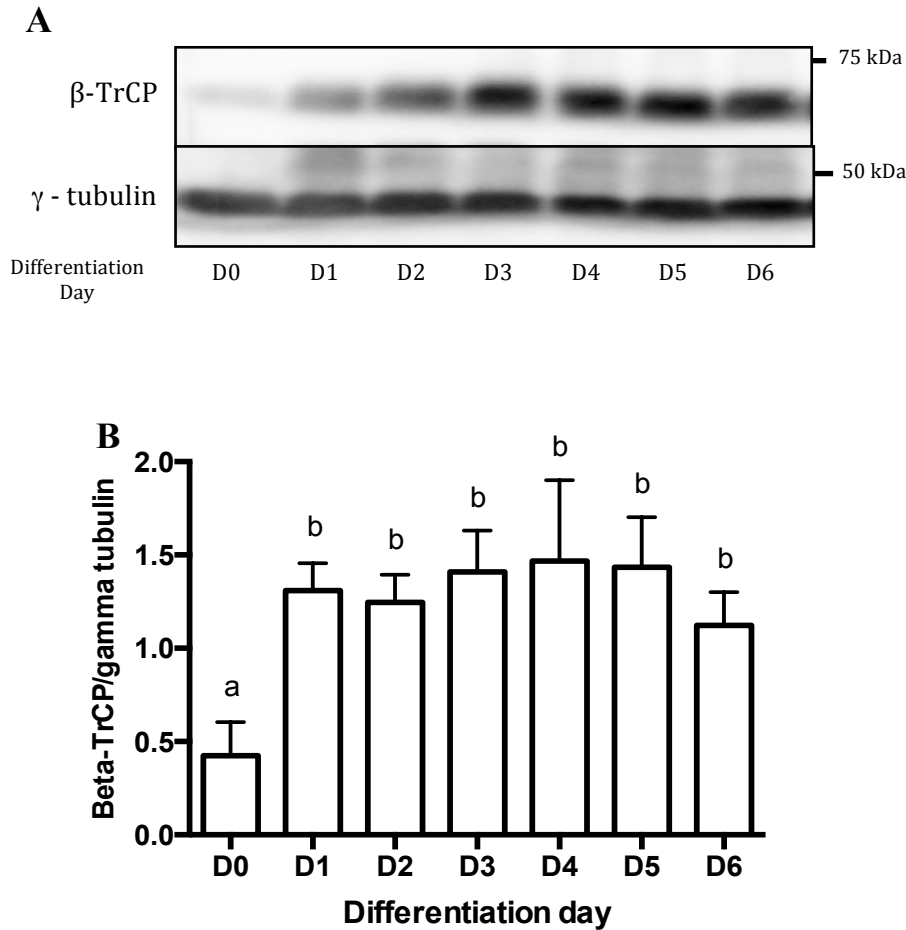 A
75 kDa
β-TrCP
50 kDa
γ - tubulin
Differentiation
Day
D0 D1 D2 D3 D4 D5 D6
B
Beta-TrCP/gamma tubulin
2.0
1.5
1.0
0.5
0.0
a b b b b b b
D0 D1 D2 D3 D4 D5 D6
Differentiation day